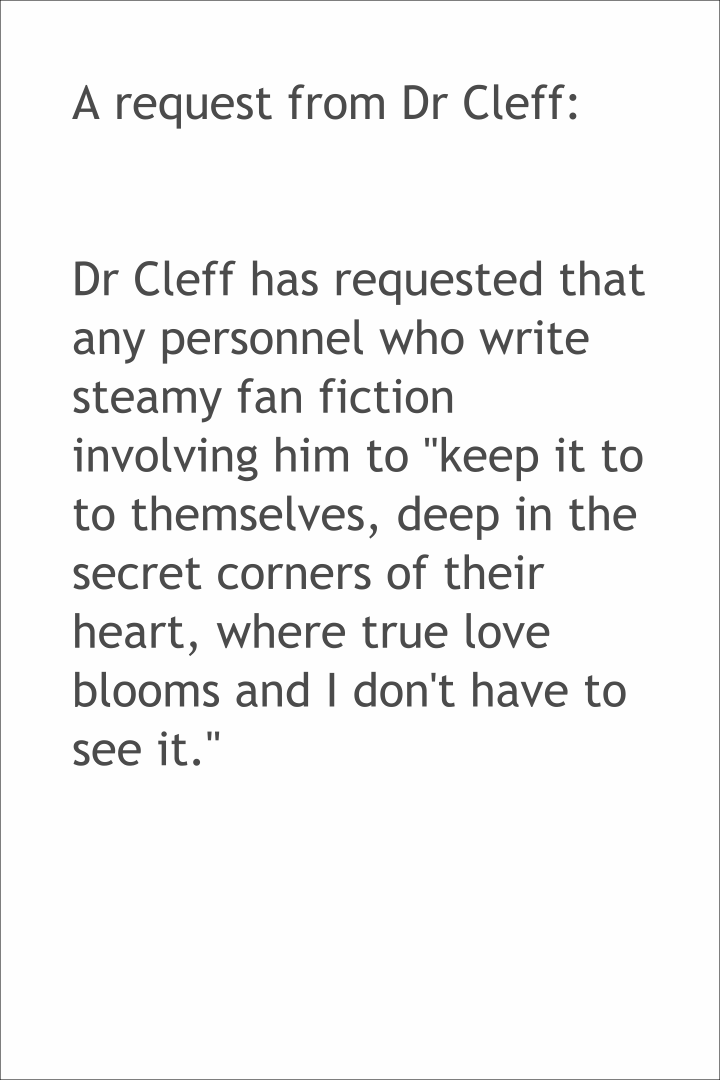 A request from Dr Cleff:
Dr Cleff has requested that
any personnel who write
steamy fan fiction
involving him to "keep it to
to themselves, deep in the
secret corners of their
heart, where true love
blooms and I don't have to
see it."